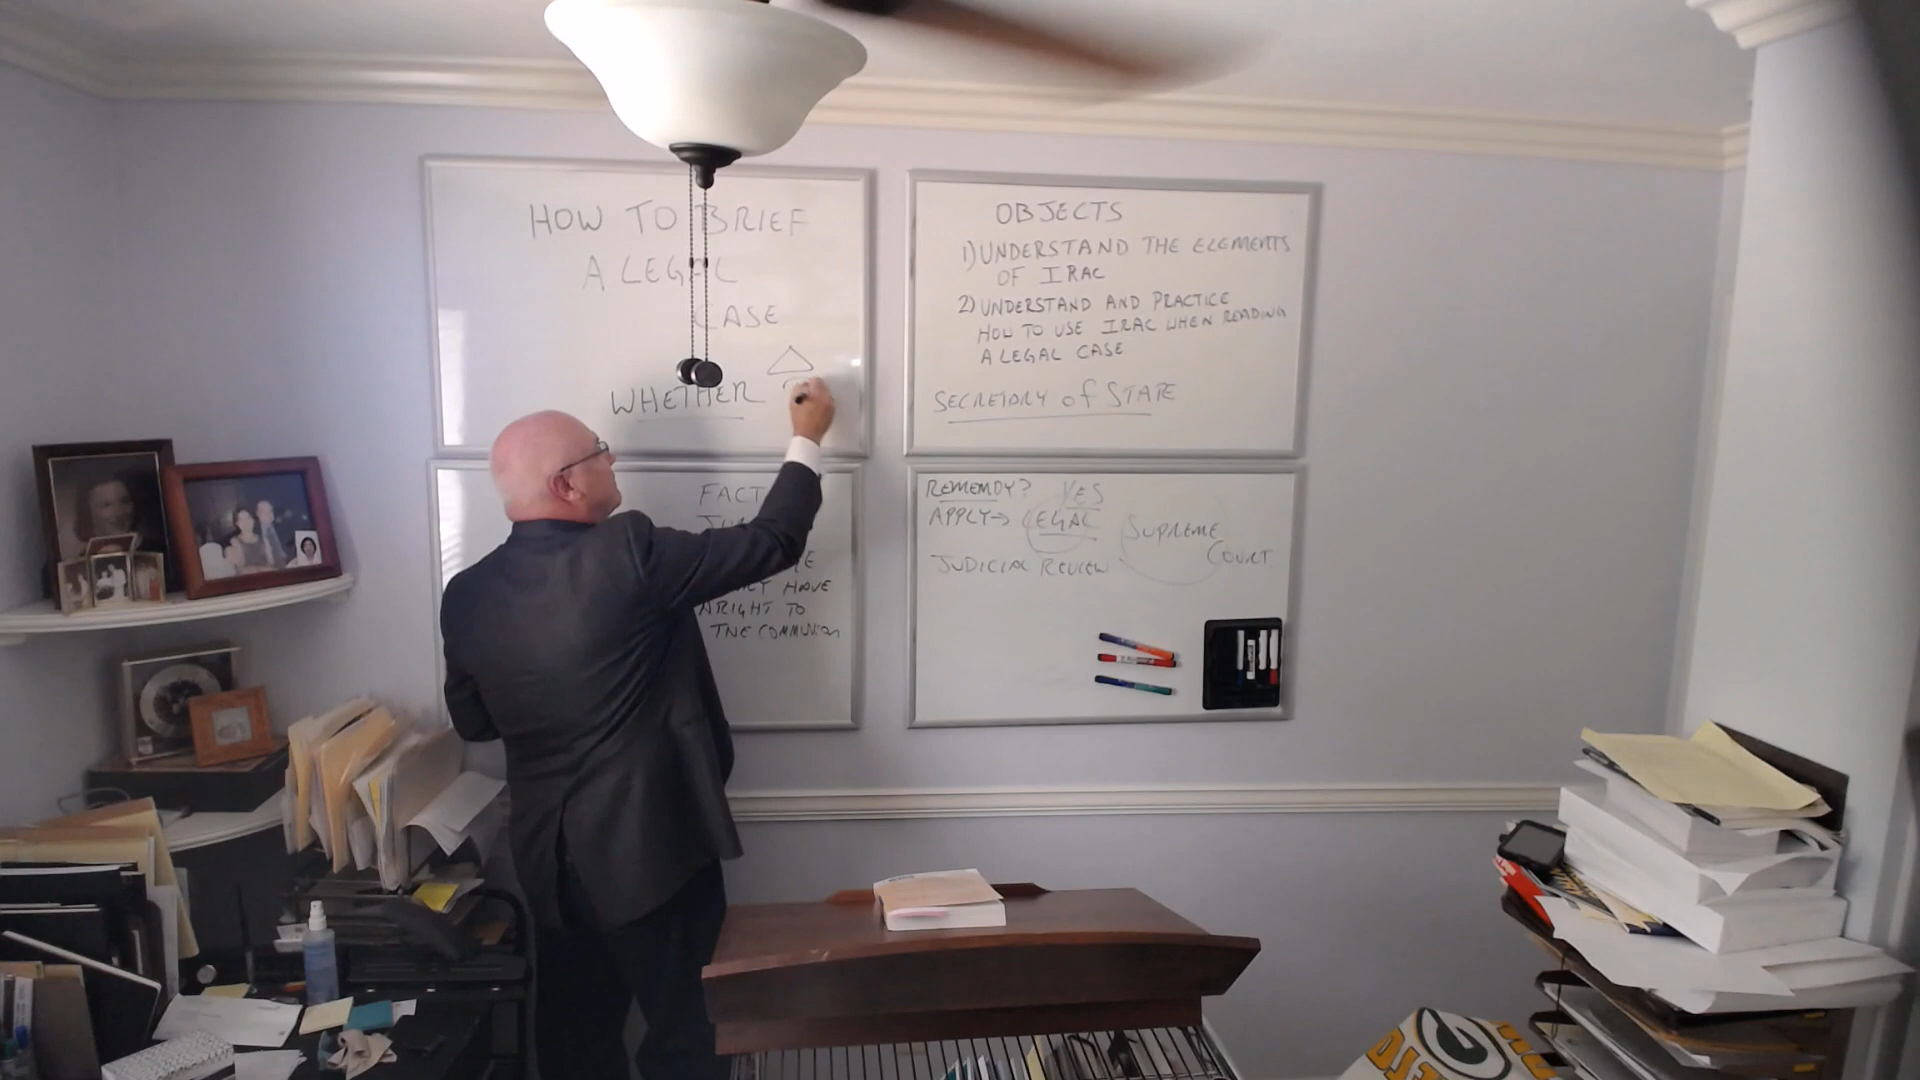 HOW TO BRIEF
A LEGAL
CASE
WHETHER
OBJECTS
1) UNDERSTAND THE ELEMENTS
OF IRAC
2) UNDERSTAND AND PRACTICE
HOW TO USE IRAC WHEN READING
A LEGAL CASE
SECRETORY of STATE
FACT
HAVE
A RIGHT TO
THE COMMISSION
REMEMDY? YES
APPLY → LEGAL
SUPREME
COURT
JUDICIAL REVIEW
G